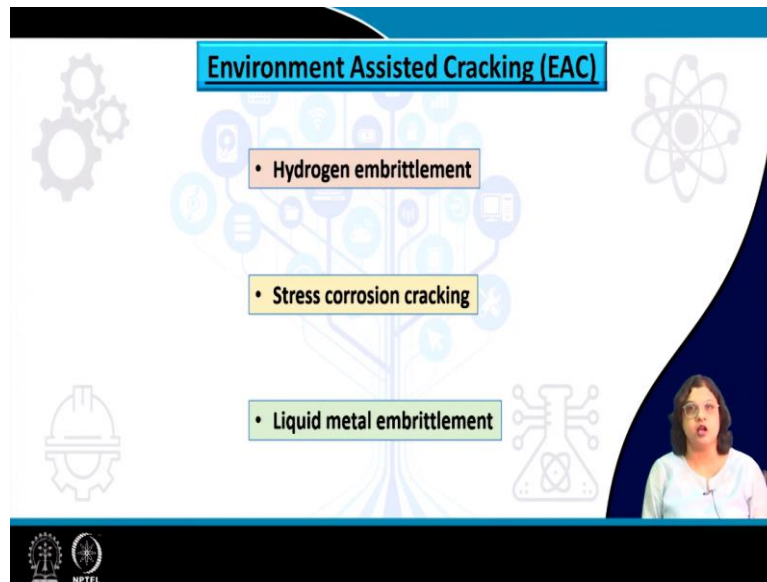 Environment Assisted Cracking (EAC)
• Hydrogen embrittlement
• Stress corrosion cracking
• Liquid metal embrittlement
NPTEL